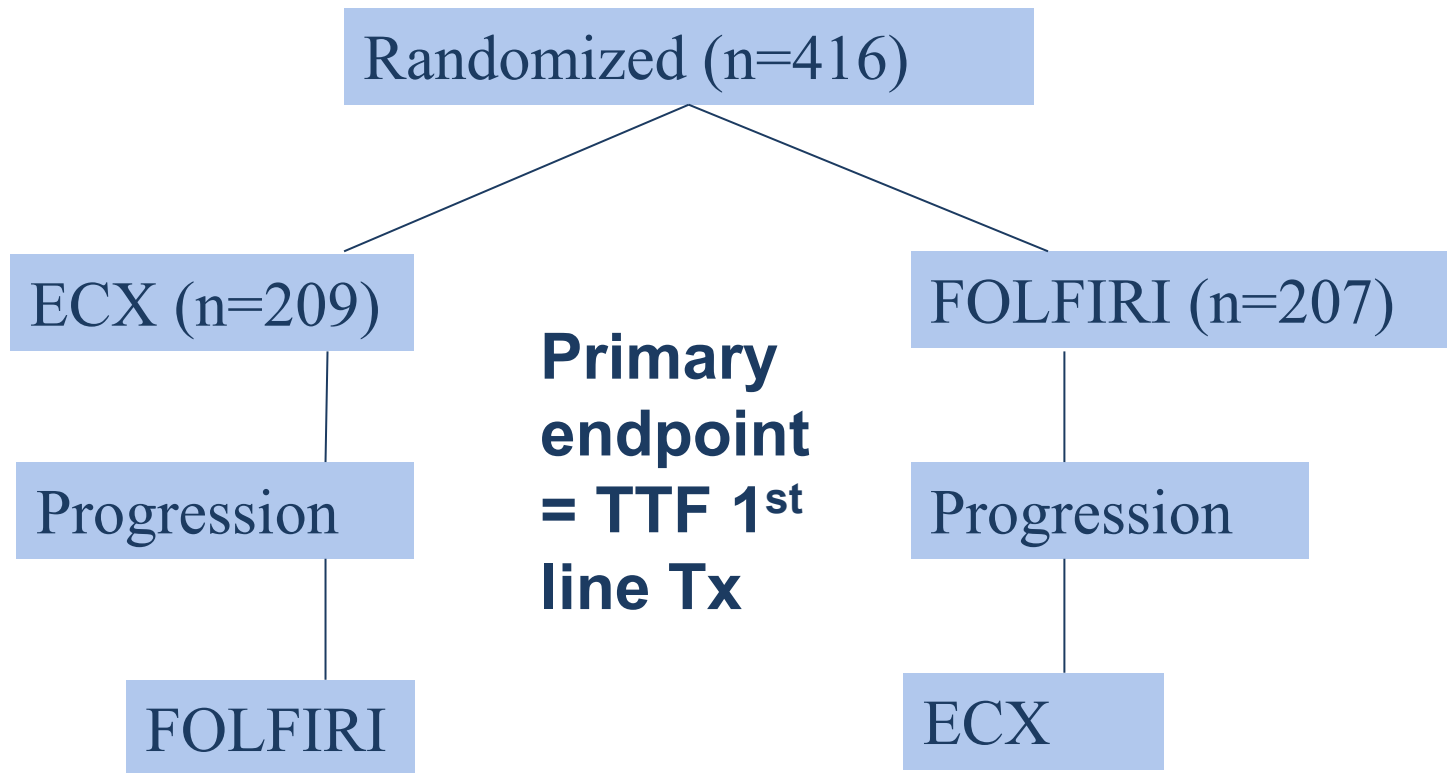 Randomized (n=416)
ECX (n=209)
FOLFIRI (n=207)
Primary
endpoint
= TTF 1st
line Tx
Progression
Progression
FOLFIRI
ECX